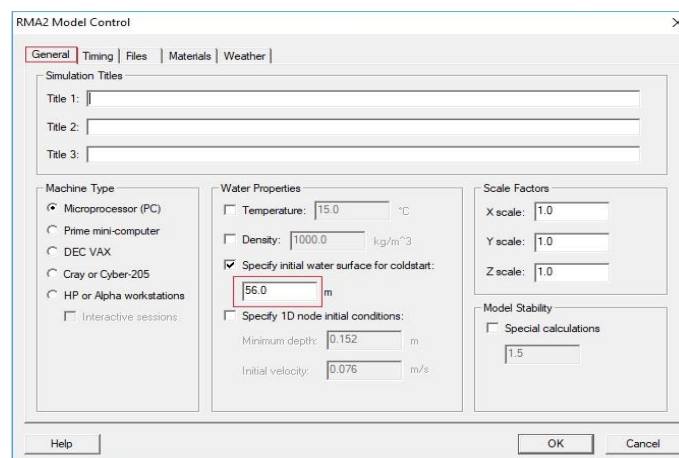 RMA2 Model Control
General Timing Files Materials Weather
Simulation Titles
Title 1:
Title 2:
Title 3:
Machine Type
Microprocessor (PC)
Prime mini-computer
DEC VAX
Cray or Cyber-205
HP or Alpha workstations
Interactive sessions
Water Properties
Temperature: 15.0 °C
Density: 1000.0 kg/m^3
Specify initial water surface for coldstart:
56.0 m
Specify 1D node initial conditions:
Minimum depth: 0.152 m
Initial velocity: 0.076 m/s
Scale Factors
X scale: 1.0
Y scale: 1.0
Z scale: 1.0
Model Stability
Special calculations
1.5
Help OK Cancel